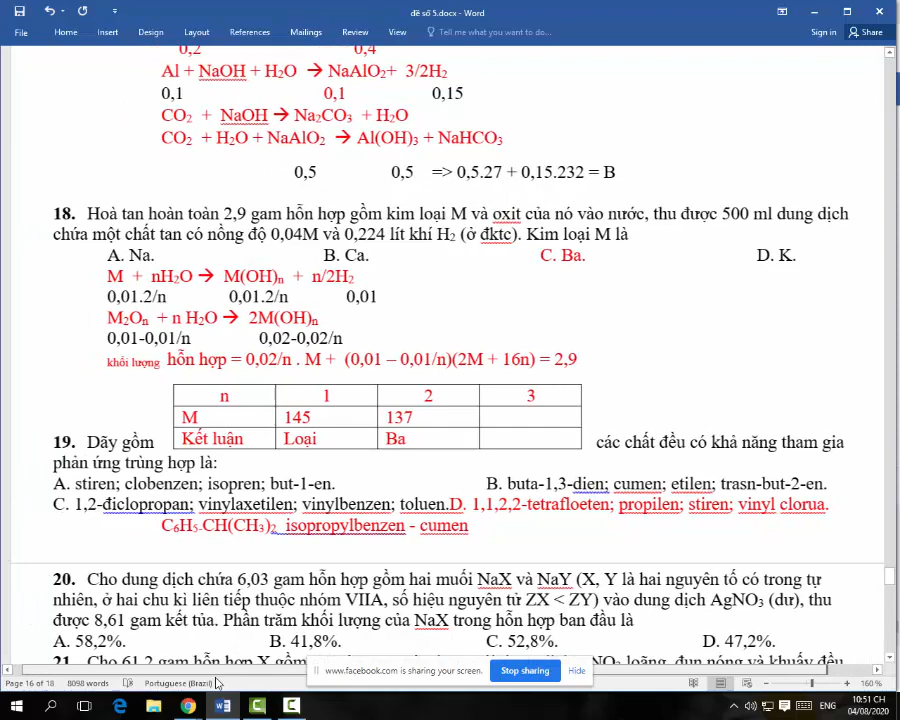 đề số 5.docx - Word
File Home Insert Design Layout References Mailings Review View Tell me what you want to do... Sign in Share
0,2 0,4
Al + NaOH + H₂O → NaAlO₂+ 3/2H₂
0,1 0,1 0,15
CO₂ + NaOH → Na₂CO₃ + H₂O
CO₂ + H₂O + NaAlO₂ → Al(OH)₃ + NaHCO₃
0,5 0,5 => 0,5.27 + 0,15.232 = B
18. Hoà tan hoàn toàn 2,9 gam hỗn hợp gồm kim loại M và oxit của nó vào nước, thu được 500 ml dung dịch
chứa một chất tan có nồng độ 0,04M và 0,224 lít khí H₂ (ở đktc). Kim loại M là
A. Na. B. Ca. C. Ba. D. K.
M + nH₂O → M(OH)ₙ + n/2H₂
0,01.2/n 0,01.2/n 0,01
M₂Oₙ + n H₂O → 2M(OH)ₙ
0,01-0,01/n 0,02-0,02/n
khối lượng hỗn hợp = 0,02/n . M + (0,01 – 0,01/n)(2M + 16n) = 2,9
n 1 2 3
M 145 137
Kết luận Loại Ba
19. Dãy gồm các chất đều có khả năng tham gia
phản ứng trùng hợp là:
A. stiren; clobenzen; isopren; but-1-en. B. buta-1,3-dien; cumen; etilen; trasn-but-2-en.
C. 1,2-điclopropan; vinylaxetilen; vinylbenzen; toluen.D. 1,1,2,2-tetrafloeten; propilen; stiren; vinyl clorua.
C₆H₅-CH(CH₃)₂ isopropylbenzen - cumen
20. Cho dung dịch chứa 6,03 gam hỗn hợp gồm hai muối NaX và NaY (X, Y là hai nguyên tố có trong tự
nhiên, ở hai chu kì liên tiếp thuộc nhóm VIIA, số hiệu nguyên tử ZX < ZY) vào dung dịch AgNO₃ (dư), thu
được 8,61 gam kết tủa. Phần trăm khối lượng của NaX trong hỗn hợp ban đầu là
A. 58,2%. B. 41,8%. C. 52,8%. D. 47,2%.
21. Cho 61,2 gam hỗn hợp X gồm loãng, đun nóng và khuấy đều
www.facebook.com is sharing your screen. Stop sharing Hide
Page 16 of 18 8098 words Portuguese (Brazil) 160 %
ENG 10:51 CH
04/08/2020